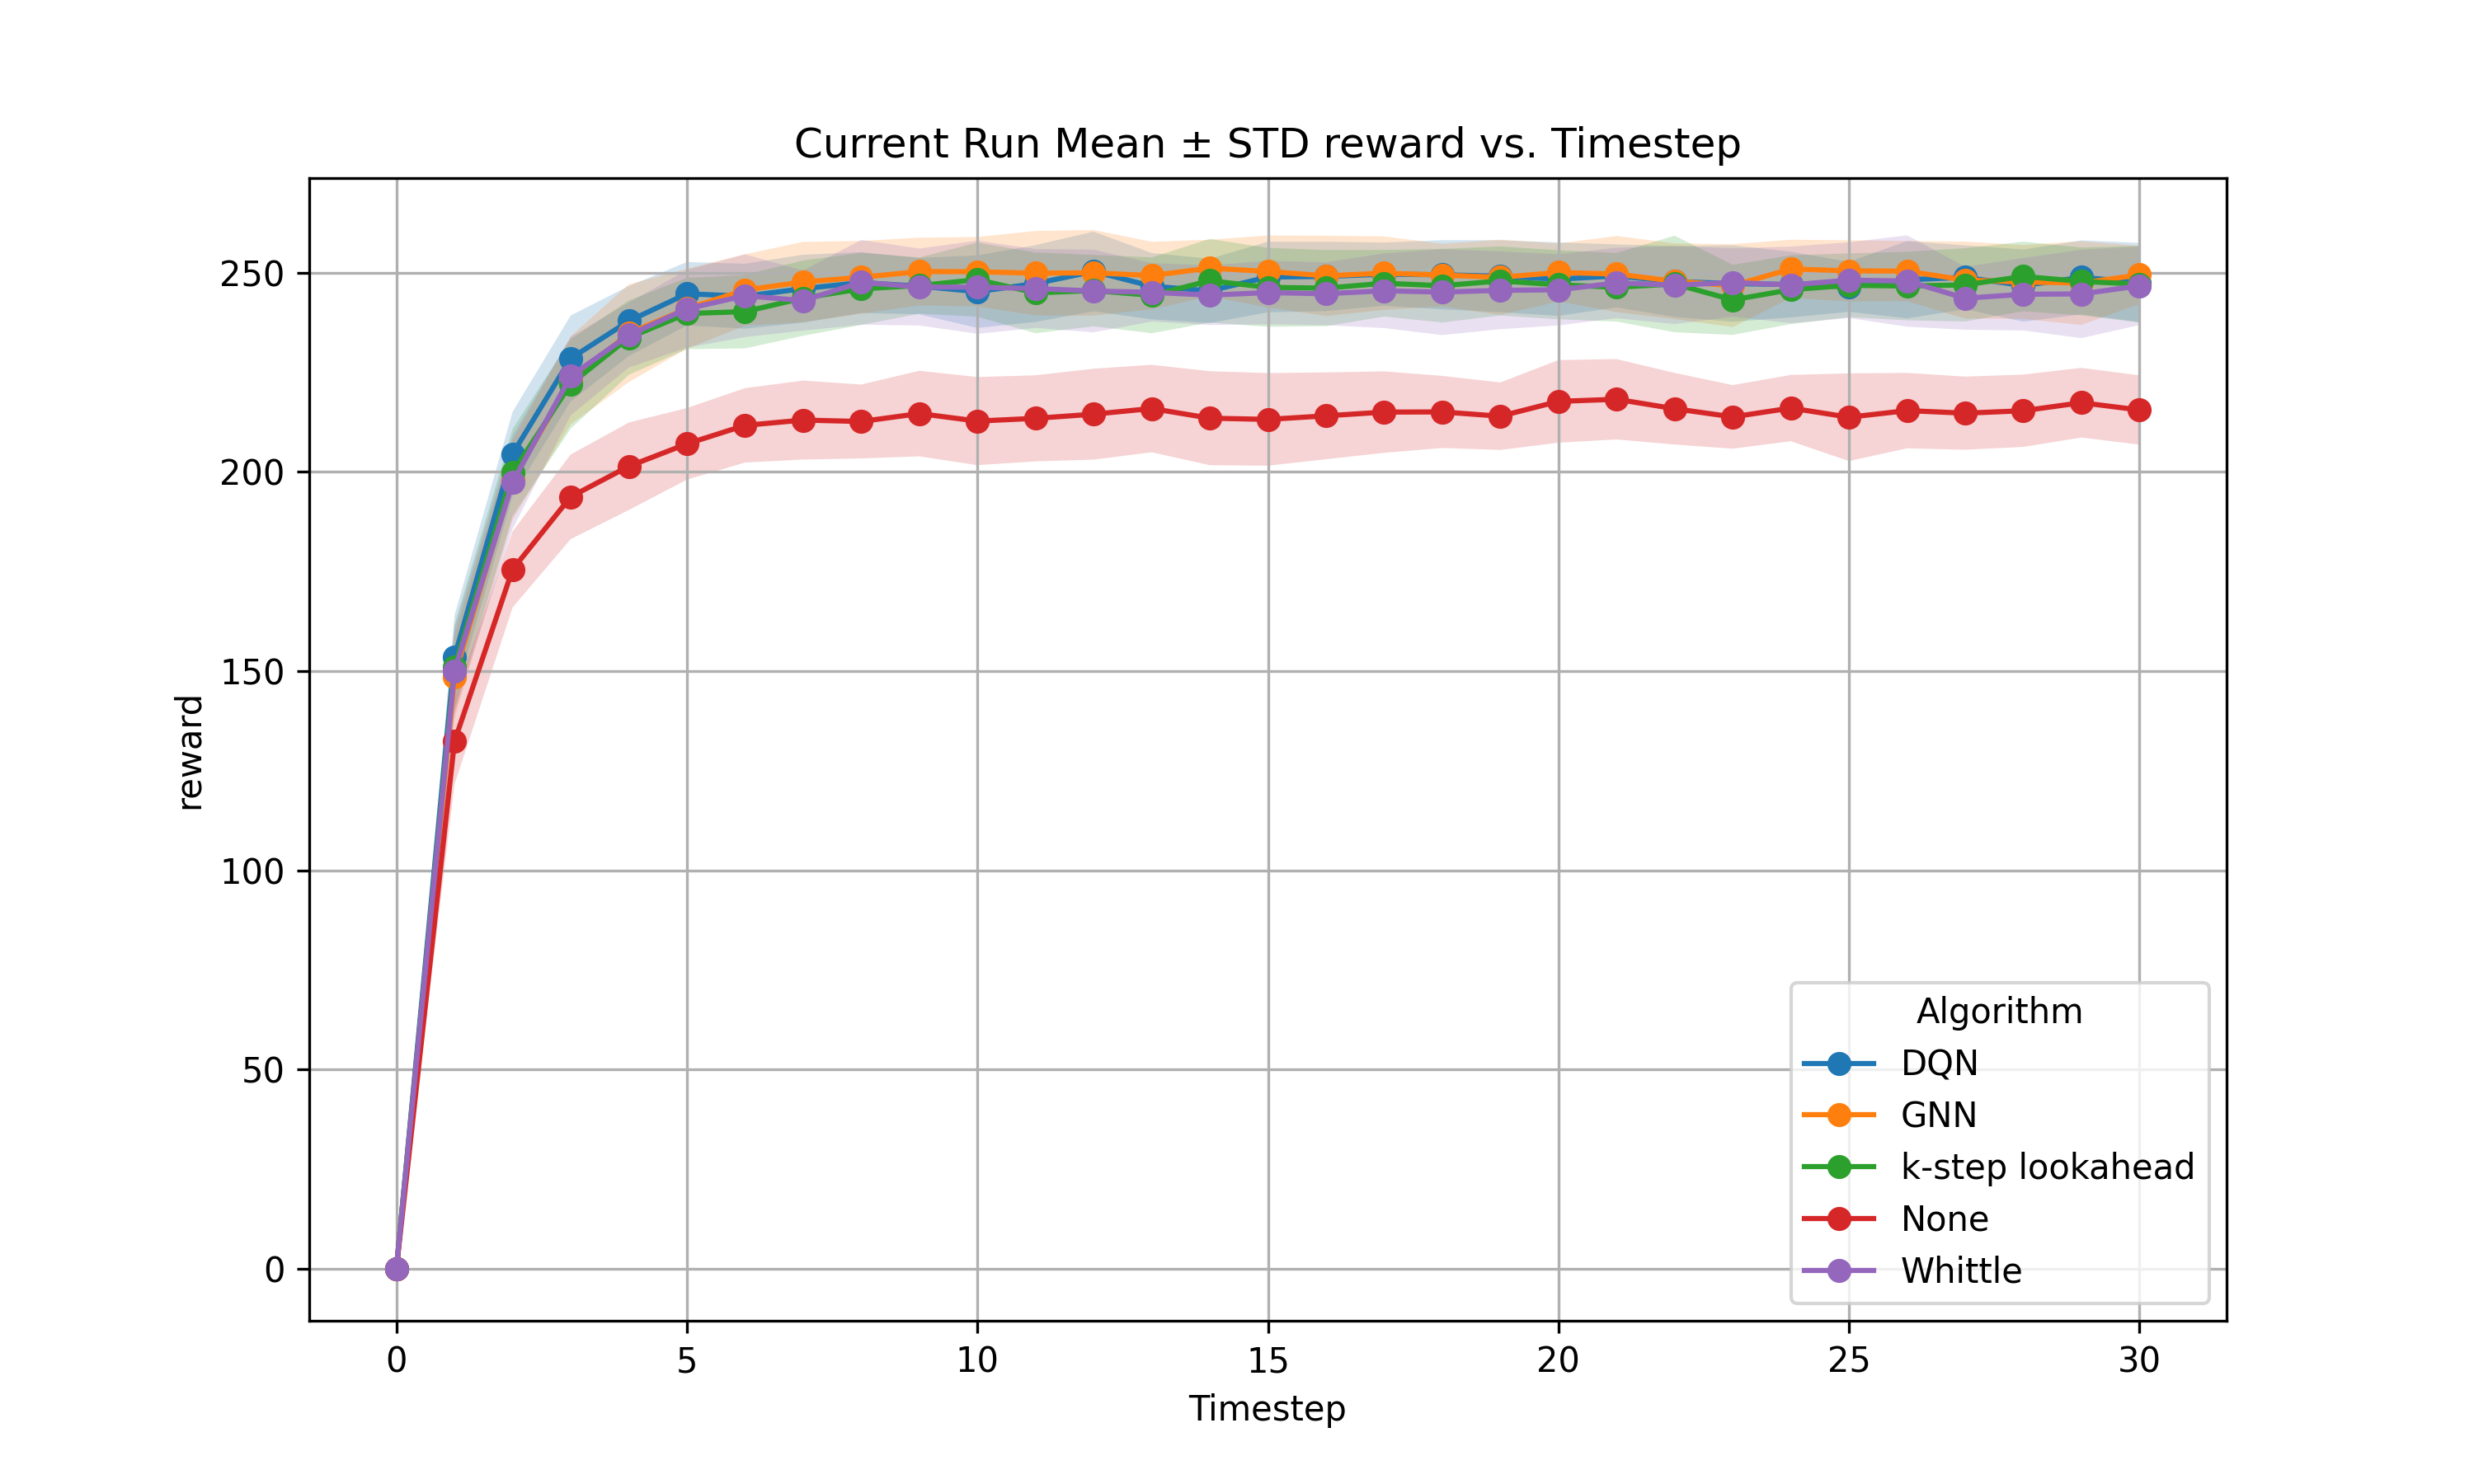 Current Run Mean ± STD reward vs. Timestep
reward
250
200
150
100
50
0
0 5 10 15 20 25 30
Timestep
Algorithm
DQN
GNN
k-step lookahead
None
Whittle